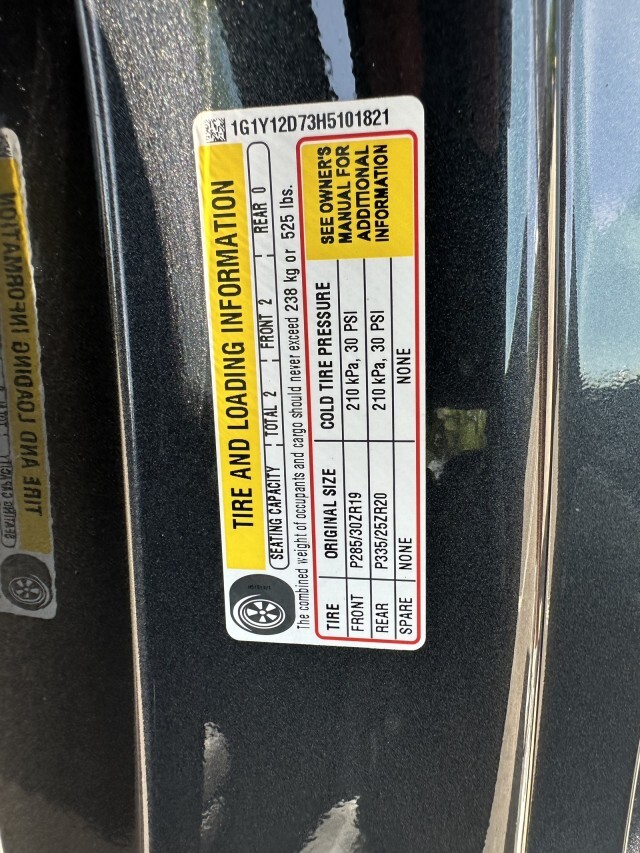 1G1Y12D73H5101821
TIRE AND LOADING INFORMATION
SEATING CAPACITY TOTAL 2 FRONT 2 REAR 0
The combined weight of occupants and cargo should never exceed 238 kg or 525 lbs.
TIRE ORIGINAL SIZE COLD TIRE PRESSURE
FRONT P285/30ZR19 210 kPa, 30 PSI
REAR P335/25ZR20 210 kPa, 30 PSI
SPARE NONE NONE
SEE OWNER'S
MANUAL FOR
ADDITIONAL
INFORMATION
TIRE AND LOADING INFORMATION